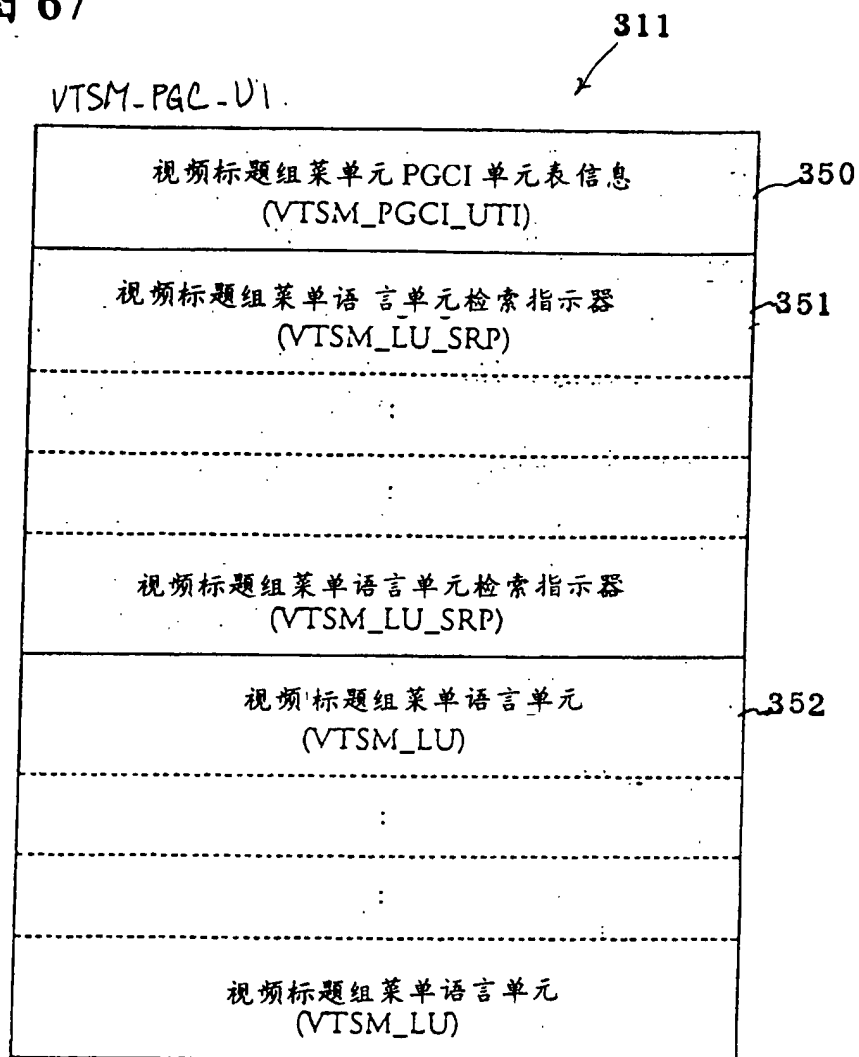 图 67
311
VTSM-PGC-UI.
视频标题组菜单元 PGCI 单元表信息
(VTSM_PGCI_UTI)
350
视频标题组菜单语 言单元检索指示器
(VTSM_LU_SRP)
351
:
:
视频标题组菜单语言单元检索指示器
(VTSM_LU_SRP)
视频标题组菜单语言单元
(VTSM_LU)
352
:
:
视频标题组菜单语言单元
(VTSM_LU)